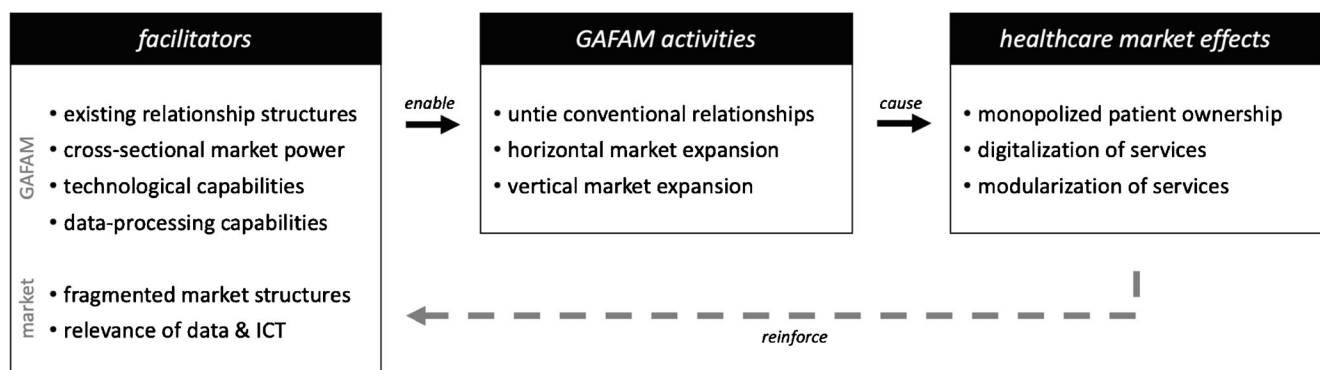 facilitators
GAFAM
• existing relationship structures
• cross-sectional market power
• technological capabilities
• data-processing capabilities
market
• fragmented market structures
• relevance of data & ICT
enable
GAFAM activities
• untie conventional relationships
• horizontal market expansion
• vertical market expansion
cause
healthcare market effects
• monopolized patient ownership
• digitalization of services
• modularization of services
reinforce